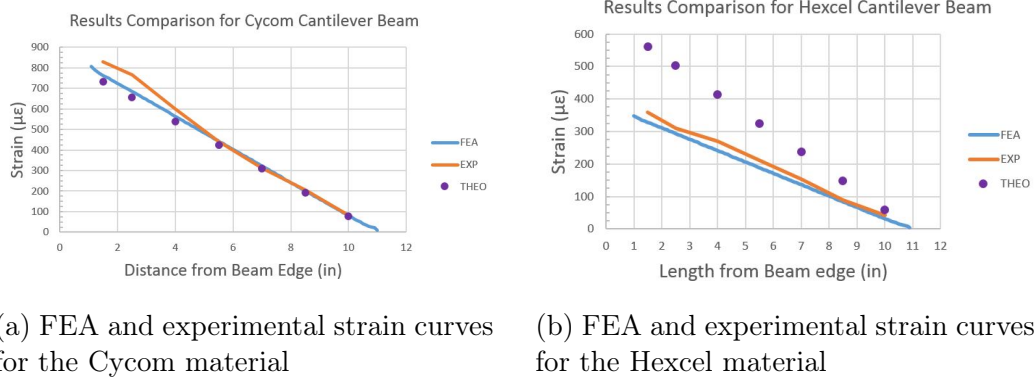 Results Comparison for Cycom Cantilever Beam
900
800
700
600
500
400
300
200
100
0
Strain (με)
0 2 4 6 8 10 12
Distance from Beam Edge (in)
FEA
EXP
THEO
Results Comparison for Hexcel Cantilever Beam
600
500
400
300
200
100
0
Strain (με)
0 1 2 3 4 5 6 7 8 9 10 11 12
Length from Beam edge (in)
FEA
EXP
THEO
(a) FEA and experimental strain curves
for the Cycom material
(b) FEA and experimental strain curves
for the Hexcel material